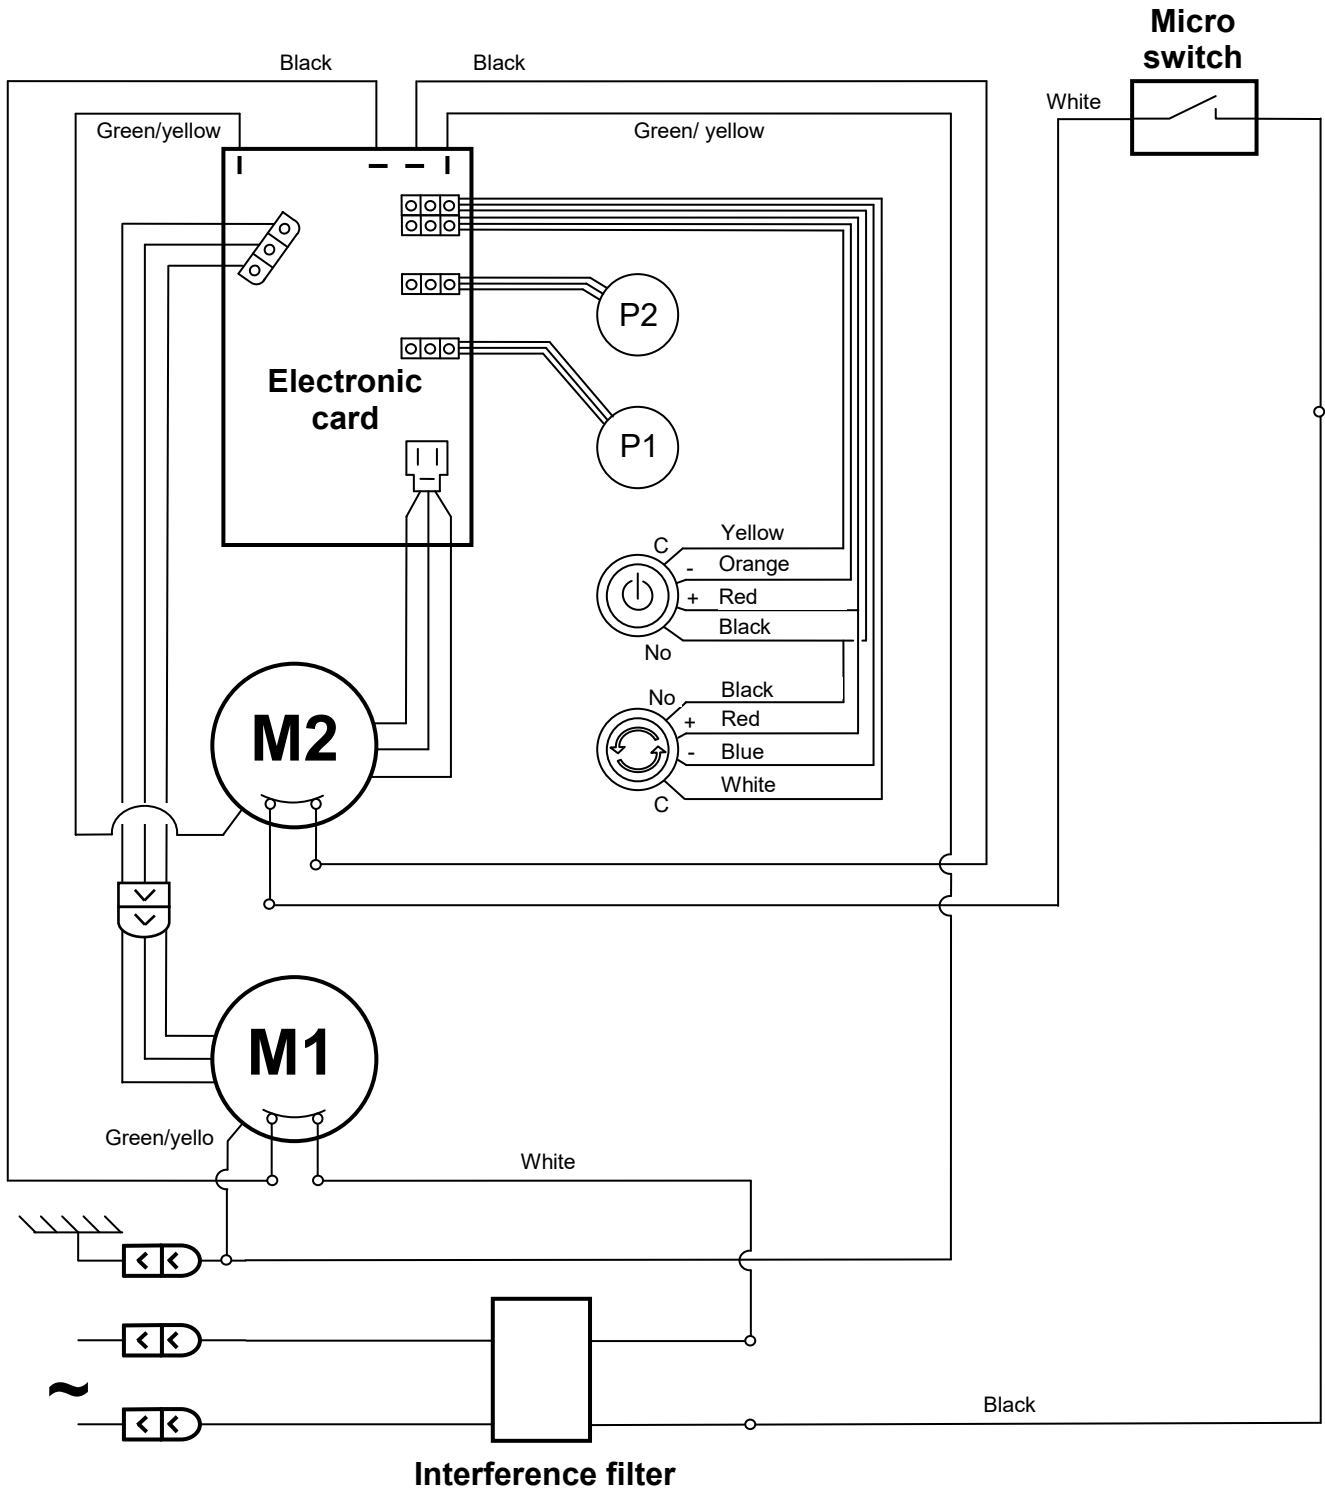 Micro
switch
Black
Black
White
Green/yellow
Green/ yellow
P2
Electronic
card
P1
Yellow
C
- Orange
+ Red
Black
No
No Black
+ Red
- Blue
White
C
M2
M1
Green/yello
White
~
Black
Interference filter